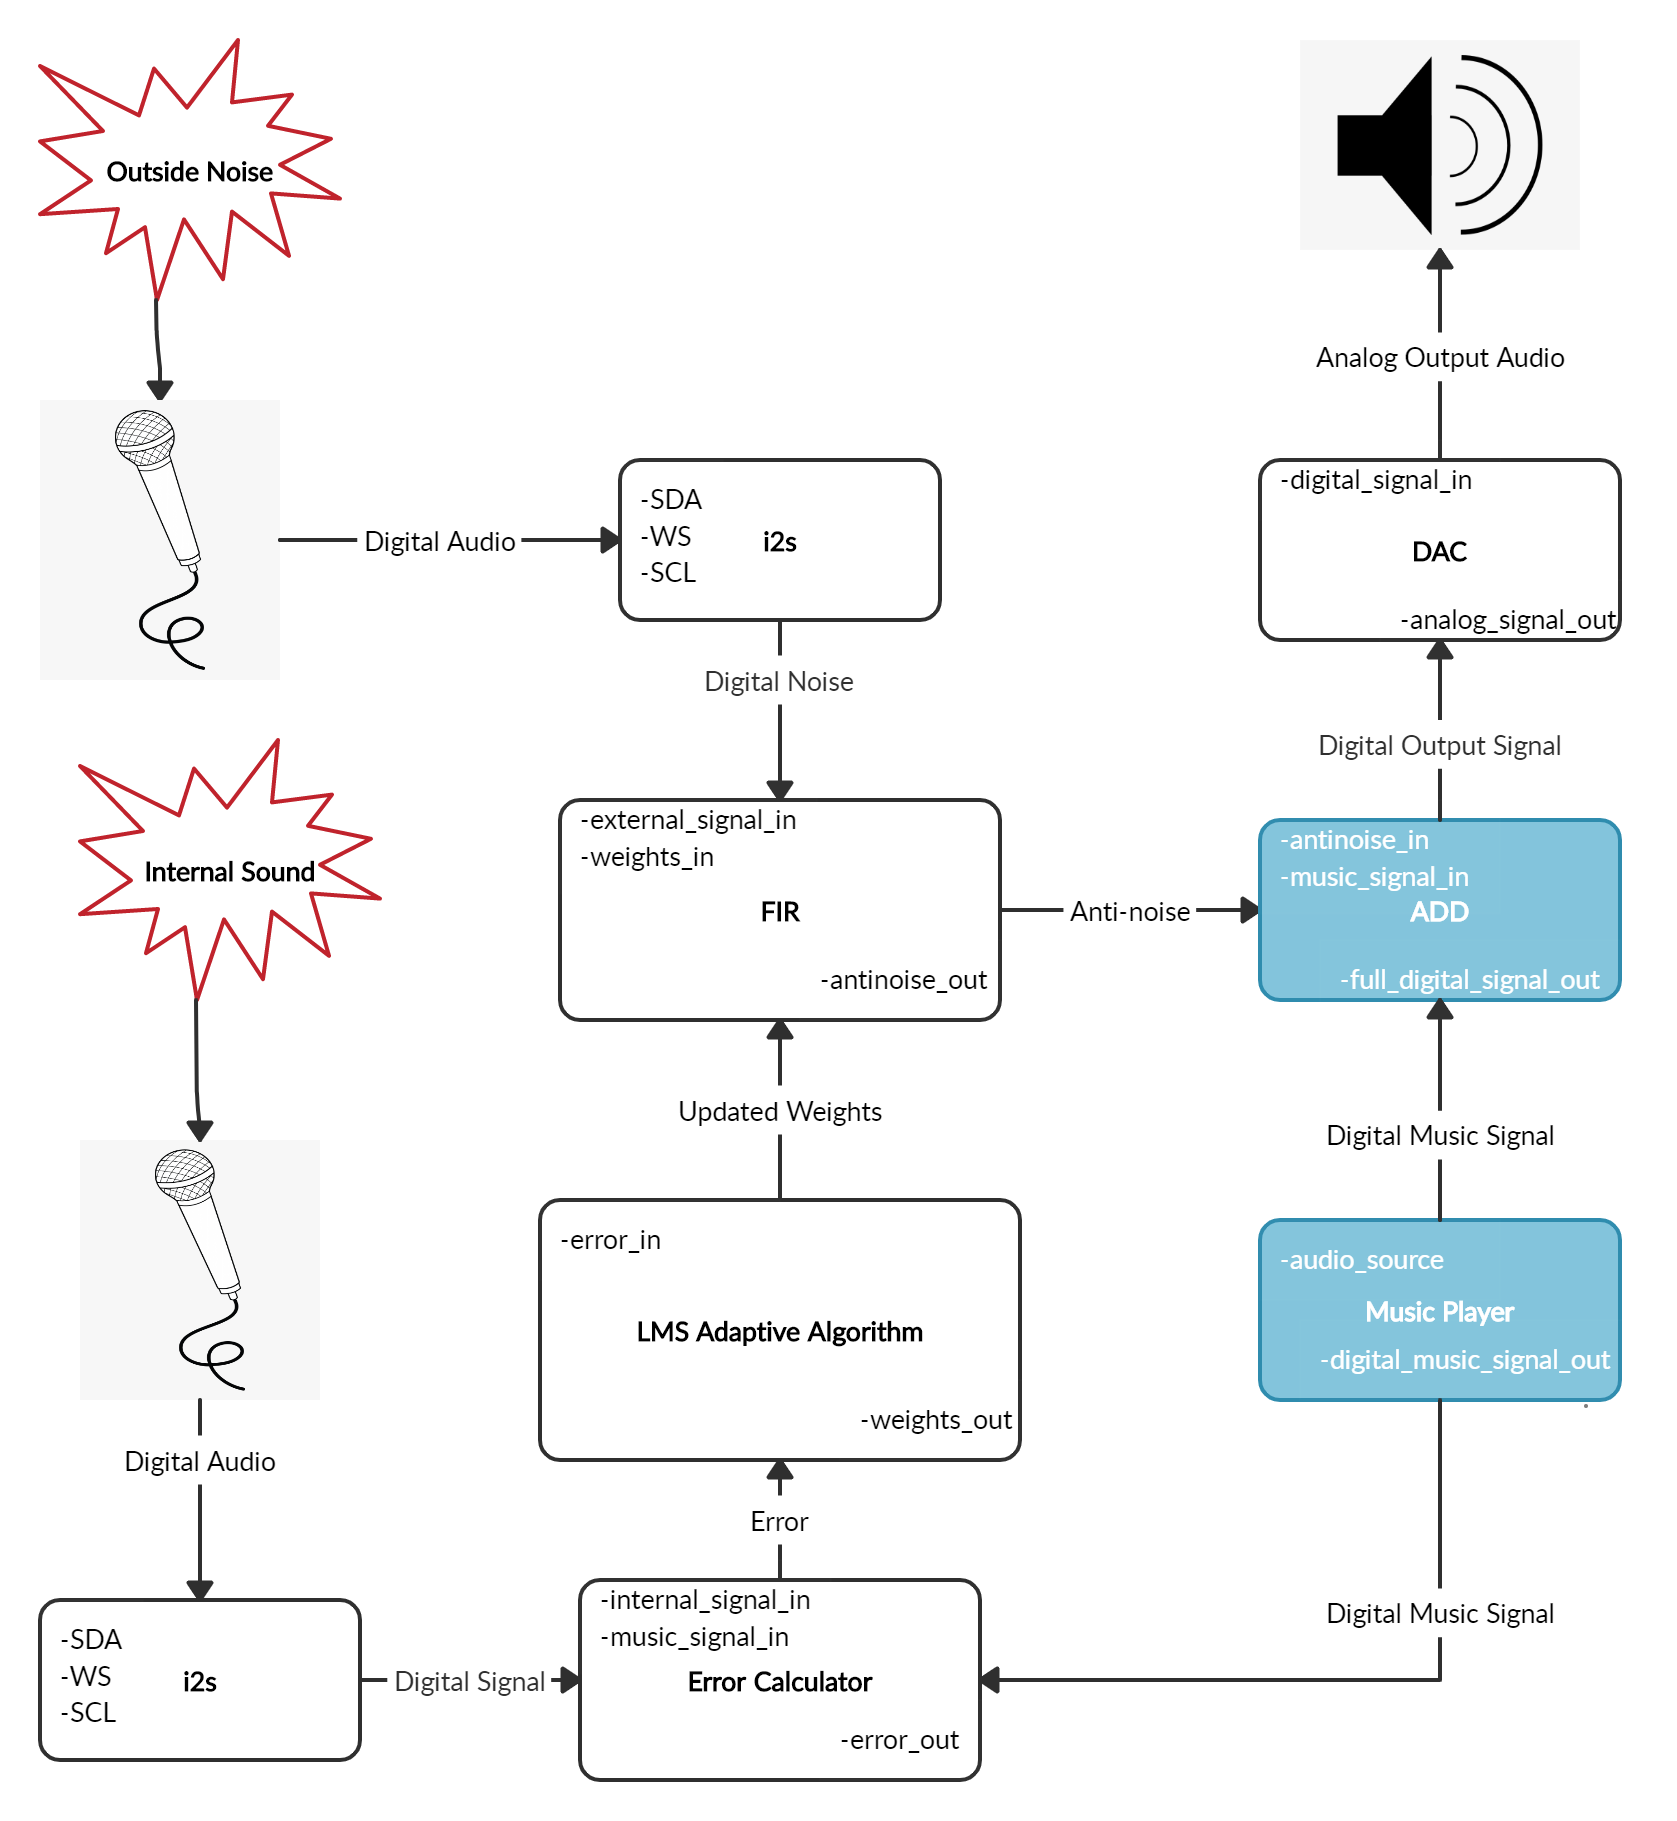 Outside Noise
Analog Output Audio
-SDA
-WS
-SCL
i2s
Digital Audio
-digital_signal_in
DAC
-analog_signal_out
Digital Noise
Digital Output Signal
Internal Sound
-external_signal_in
-weights_in
FIR
-antinoise_out
Anti-noise
-antinoise_in
-music_signal_in
ADD
-full_digital_signal_out
Updated Weights
Digital Music Signal
-error_in
LMS Adaptive Algorithm
-weights_out
-audio_source
Music Player
-digital_music_signal_out
Digital Audio
Error
-SDA
-WS
-SCL
i2s
Digital Signal
-internal_signal_in
-music_signal_in
Error Calculator
-error_out
Digital Music Signal